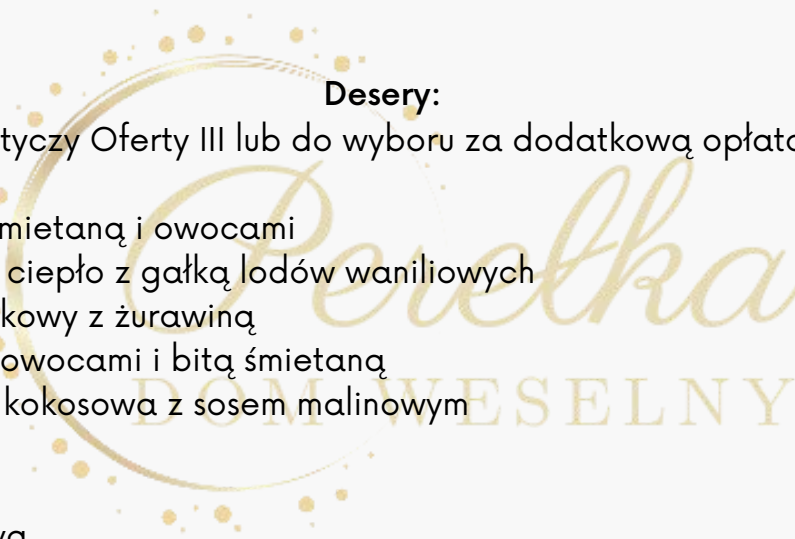 Desery:
tyczy Oferty III lub do wyboru za dodatkową opłatą
mietaną i owocami
ciepło z gałką lodów waniliowych
kowy z żurawiną
owocami i bitą śmietaną
kokosowa z sosem malinowym
Perełka
DOM WESELNY